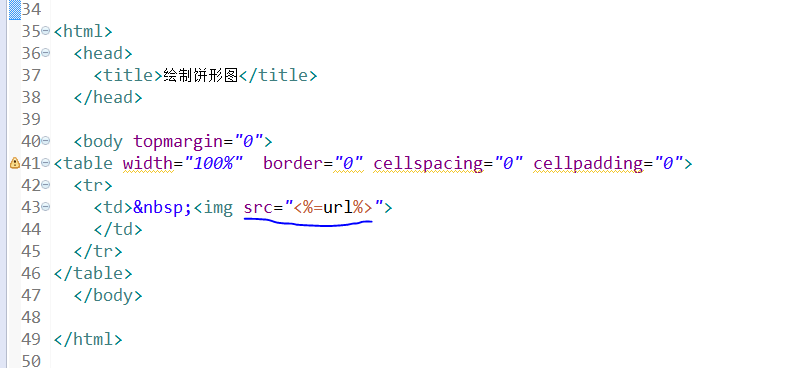 34
35 <html>
36 <head>
37 <title>绘制饼形图</title>
38 </head>
39
40 <body topmargin="0">
41 <table width="100%"  border="0" cellspacing="0" cellpadding="0">
42 <tr>
43 <td>&nbsp;<img src="<%=url%>">
44 </td>
45 </tr>
46 </table>
47 </body>
48
49 </html>
50